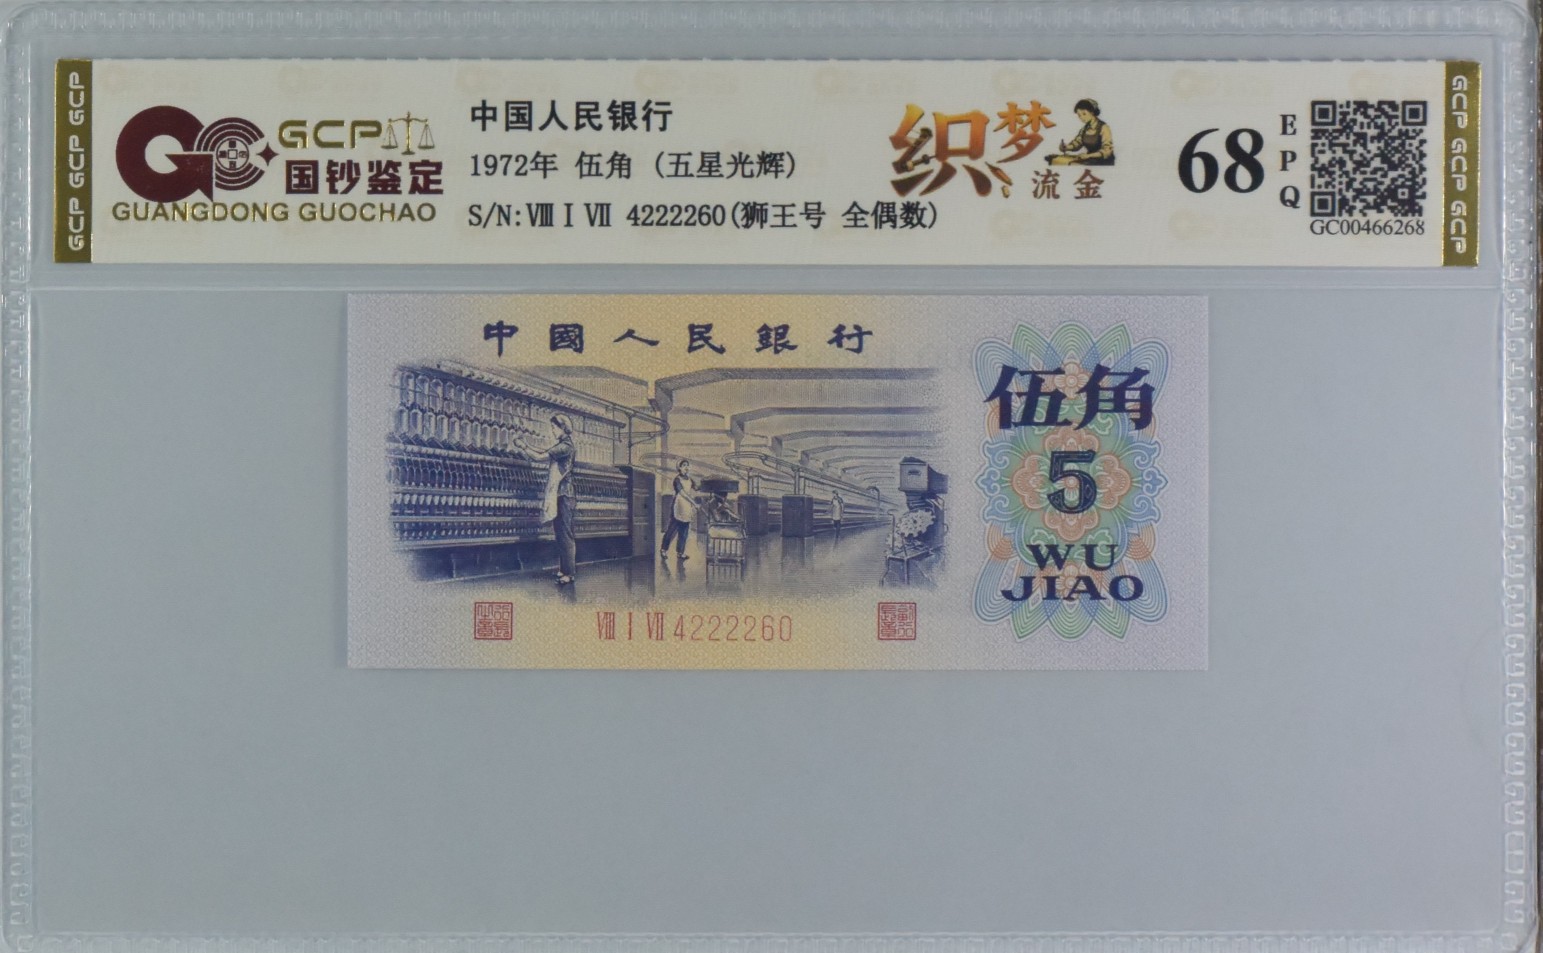 GCP GCP GCP
GCP
国钞鉴定
GUANGDONG GUOCHAO
中国人民银行
1972年 伍角 (五星光辉)
S/N:Ⅷ Ⅰ Ⅶ 4222260(狮王号 全偶数)
织梦
流金
68
EPQ
GC00466268
GCP GCP GCP
中國人民銀行
伍角
5
WU
JIAO
Ⅷ Ⅰ Ⅶ 4222260